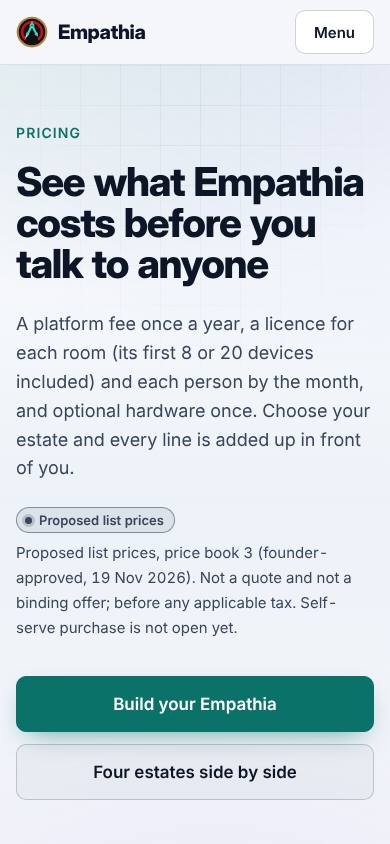 Empathia
Menu
PRICING
See what Empathia
costs before you
talk to anyone
A platform fee once a year, a licence for
each room (its first 8 or 20 devices
included) and each person by the month,
and optional hardware once. Choose your
estate and every line is added up in front
of you.
Proposed list prices
Proposed list prices, price book 3 (founder-
approved, 19 Nov 2026). Not a quote and not a
binding offer; before any applicable tax. Self-
serve purchase is not open yet.
Build your Empathia
Four estates side by side